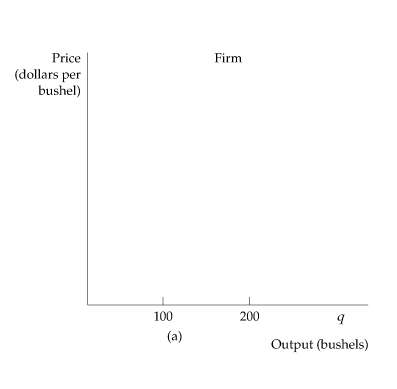 Price
(dollars per
bushel)
Firm
100
200
q
(a)
Output (bushels)